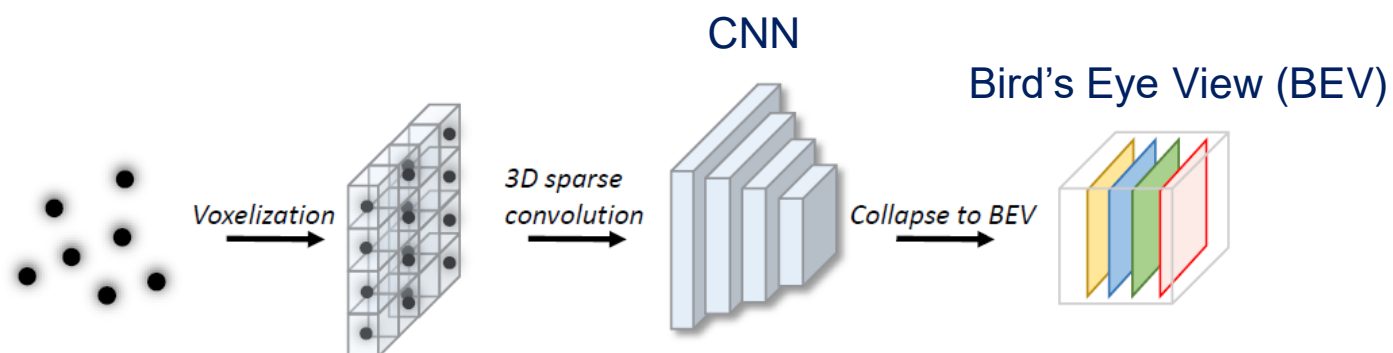 CNN
Bird's Eye View (BEV)
Voxelization
3D sparse
convolution
Collapse to BEV